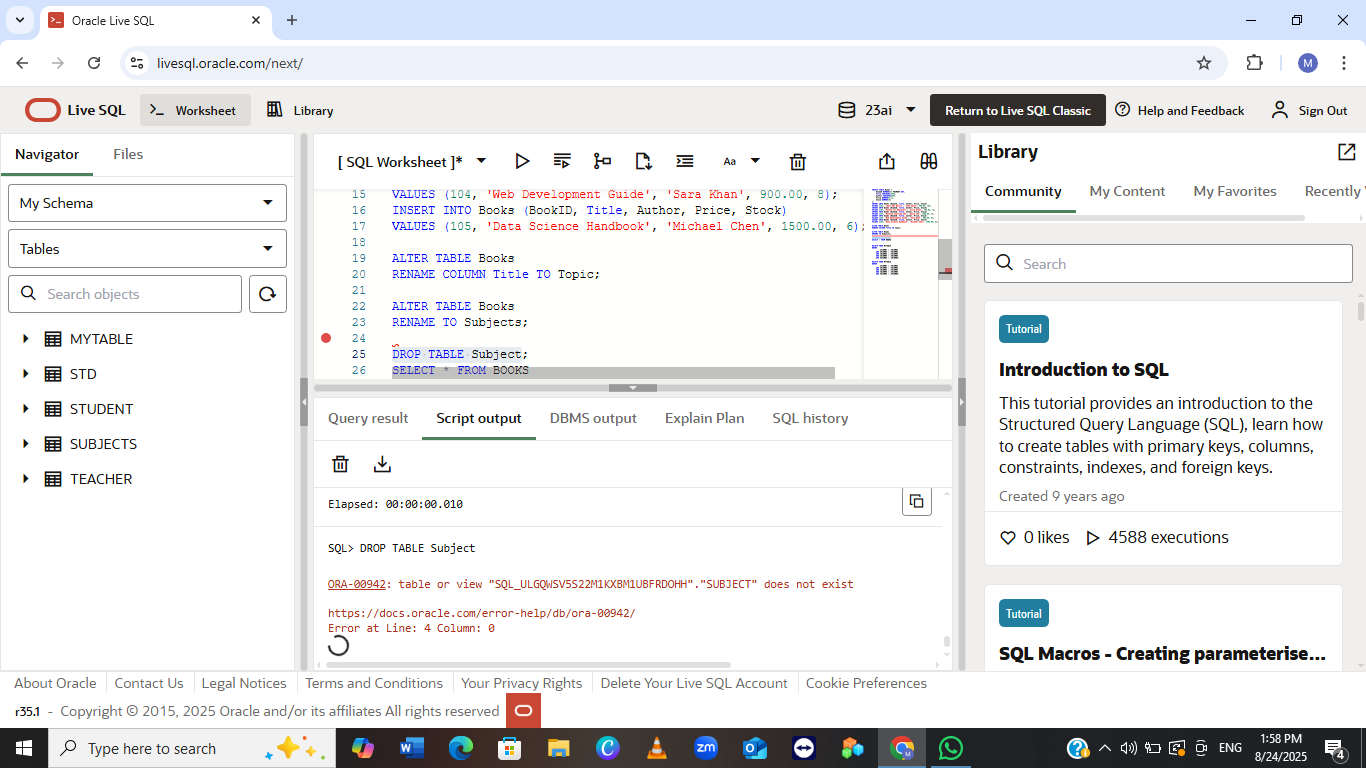 Oracle Live SQL
livesql.oracle.com/next/
M
Live SQL
Worksheet
Library
23ai
Return to Live SQL Classic
Help and Feedback
Sign Out
Navigator
Files
My Schema
Tables
Search objects
MYTABLE
STD
STUDENT
SUBJECTS
TEACHER
[ SQL Worksheet ]*
Aa
15 VALUES (104, 'Web Development Guide', 'Sara Khan', 900.00, 8);
16 INSERT INTO Books (BookID, Title, Author, Price, Stock)
17 VALUES (105, 'Data Science Handbook', 'Michael Chen', 1500.00, 6);
18
19 ALTER TABLE Books
20 RENAME COLUMN Title TO Topic;
21
22 ALTER TABLE Books
23 RENAME TO Subjects;
24
25 DROP TABLE Subject;
26 SELECT * FROM BOOKS
Query result
Script output
DBMS output
Explain Plan
SQL history
Elapsed: 00:00:00.010
SQL> DROP TABLE Subject
ORA-00942: table or view "SQL_ULGQWSV5S22M1KXBM1UBFRDOHH"."SUBJECT" does not exist
https://docs.oracle.com/error-help/db/ora-00942/
Error at Line: 4 Column: 0
Library
Community
My Content
My Favorites
Recently
Search
Tutorial
Introduction to SQL
This tutorial provides an introduction to the
Structured Query Language (SQL), learn how
to create tables with primary keys, columns,
constraints, indexes, and foreign keys.
Created 9 years ago
0 likes
4588 executions
Tutorial
SQL Macros - Creating parameterise...
About Oracle
Contact Us
Legal Notices
Terms and Conditions
Your Privacy Rights
Delete Your Live SQL Account
Cookie Preferences
r35.1 - Copyright © 2015, 2025 Oracle and/or its affiliates All rights reserved
Type here to search
zm
ENG
1:58 PM
8/24/2025
4